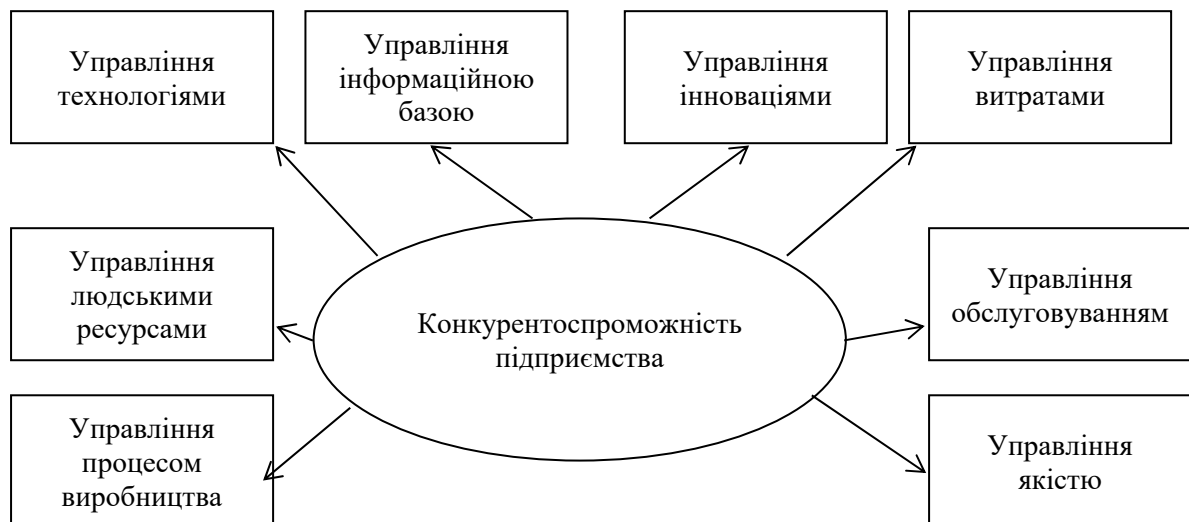 Управління
технологіями
Управління
інформаційною
базою
Управління
інноваціями
Управління
витратами
Управління
людськими
ресурсами
Конкурентоспроможність
підприємства
Управління
обслуговуванням
Управління
процесом
виробництва
Управління
якістю